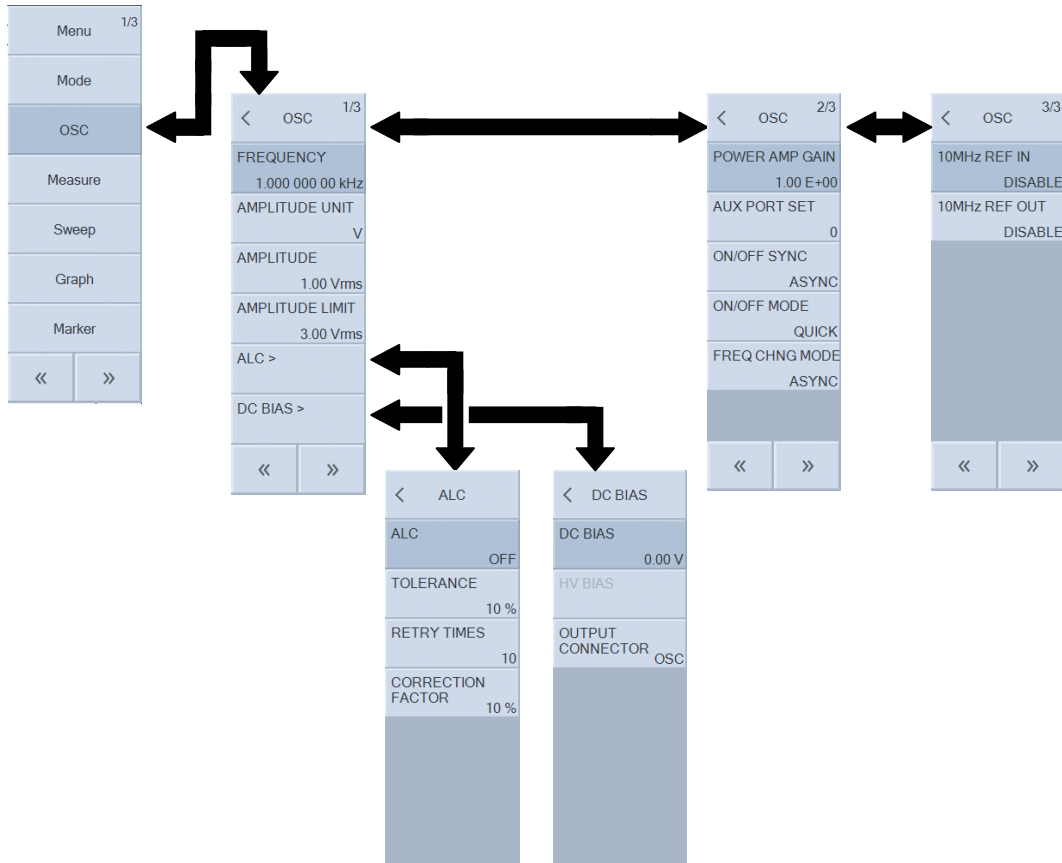 Menu 1/3
Mode
OSC
Measure
Sweep
Graph
Marker
« »
< OSC 1/3
FREQUENCY
1.000 000 00 kHz
AMPLITUDE UNIT
V
AMPLITUDE
1.00 Vrms
AMPLITUDE LIMIT
3.00 Vrms
ALC >
DC BIAS >
« »
< OSC 2/3
POWER AMP GAIN
1.00 E+00
AUX PORT SET
0
ON/OFF SYNC
ASYNC
ON/OFF MODE
QUICK
FREQ CHNG MODE
ASYNC
« »
< OSC 3/3
10MHz REF IN
DISABLE
10MHz REF OUT
DISABLE
« »
< ALC
ALC
OFF
TOLERANCE
10 %
RETRY TIMES
10
CORRECTION
FACTOR
10 %
< DC BIAS
DC BIAS
0.00 V
HV BIAS
OUTPUT
CONNECTOR
OSC